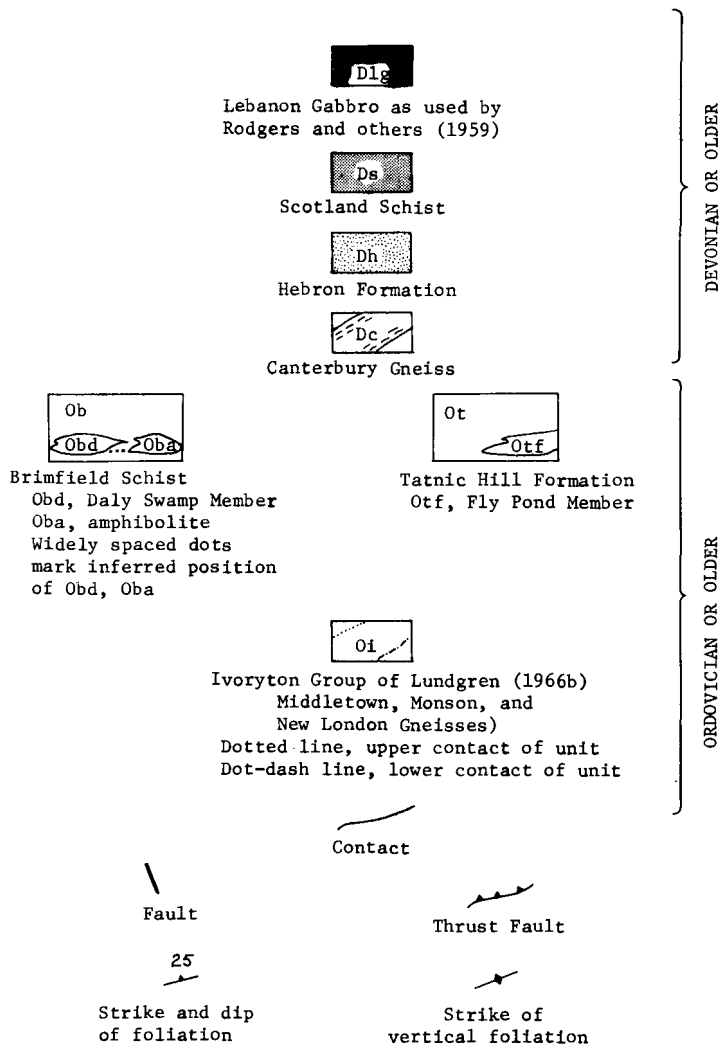 Dlg
Lebanon Gabbro as used by
Rodgers and others (1959)
Ds
Scotland Schist
Dh
Hebron Formation
Dc
Canterbury Gneiss
DEVONIAN OR OLDER
Ob
Obd
Oba
Brimfield Schist
Obd, Daly Swamp Member
Oba, amphibolite
Widely spaced dots
mark inferred position
of Obd, Oba
Ot
Otf
Tatnic Hill Formation
Otf, Fly Pond Member
Oi
Ivoryton Group of Lundgren (1966b)
Middletown, Monson, and
New London Gneisses)
Dotted line, upper contact of unit
Dot-dash line, lower contact of unit
ORDOVICIAN OR OLDER
Contact
Fault
Thrust Fault
25
Strike and dip
of foliation
Strike of
vertical foliation